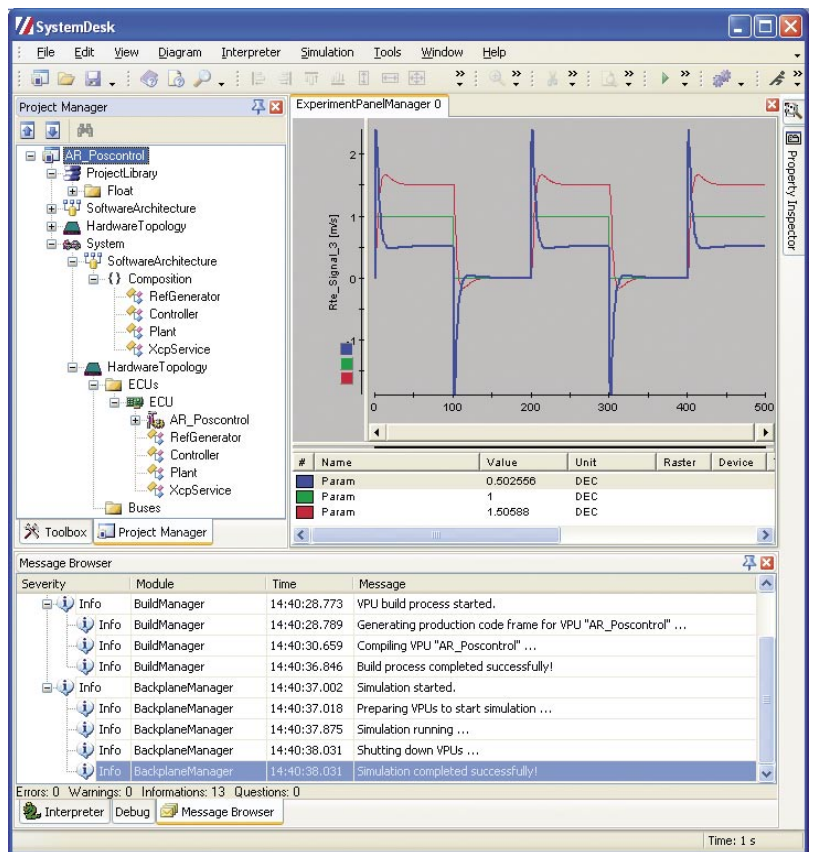 SystemDesk
File Edit View Diagram Interpreter Simulation Tools Window Help
Project Manager
AR_Poscontrol
ProjectLibrary
Float
SoftwareArchitecture
HardwareTopology
System
SoftwareArchitecture
{} Composition
RefGenerator
Controller
Plant
XcpService
HardwareTopology
ECUs
ECU
AR_Poscontrol
RefGenerator
Controller
Plant
XcpService
Buses
Toolbox Project Manager
ExperimentPanelManager 0
Rte_Signal_3 [m/s]
2
1
0
-1
0 100 200 300 400 500
# Name Value Unit Raster Device
Param 0.502556 DEC
Param 1 DEC
Param 1.50588 DEC
Property Inspector
Message Browser
Severity Module Time Message
Info BuildManager 14:40:28.773 VPU build process started.
Info BuildManager 14:40:28.789 Generating production code frame for VPU "AR_Poscontrol" ...
Info BuildManager 14:40:30.659 Compiling VPU "AR_Poscontrol" ...
Info BuildManager 14:40:36.846 Build process completed successfully!
Info BackplaneManager 14:40:37.002 Simulation started.
Info BackplaneManager 14:40:37.018 Preparing VPUs to start simulation ...
Info BackplaneManager 14:40:37.875 Simulation running ...
Info BackplaneManager 14:40:38.031 Shutting down VPUs ...
Info BackplaneManager 14:40:38.031 Simulation completed successfully!
Errors: 0 Warnings: 0 Informations: 13 Questions: 0
Interpreter Debug Message Browser
Time: 1 s